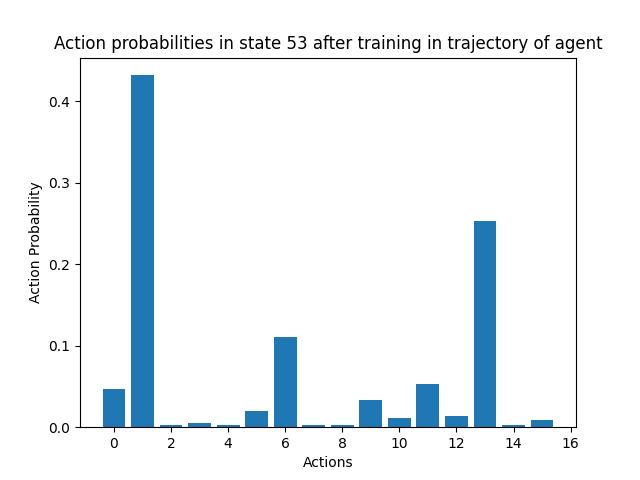 Action probabilities in state 53 after training in trajectory of agent
Action Probability
0.4
0.3
0.2
0.1
0.0
0 2 4 6 8 10 12 14 16
Actions